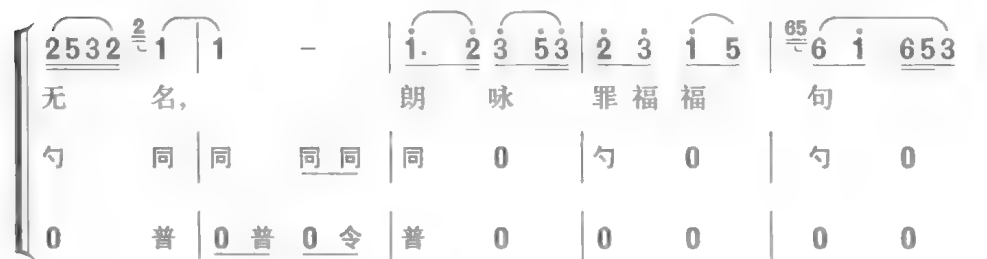 2532 2 1 | 1 - | 1. 2 3 53 | 2 3 1 5 | 65 6 1 653
无 名, 朗 咏 罪 福 福 句
勺 同 | 同 同 同 | 同 0 | 勺 0 | 勺 0
0 普 | 0 普 0 令 | 普 0 | 0 0 | 0 0